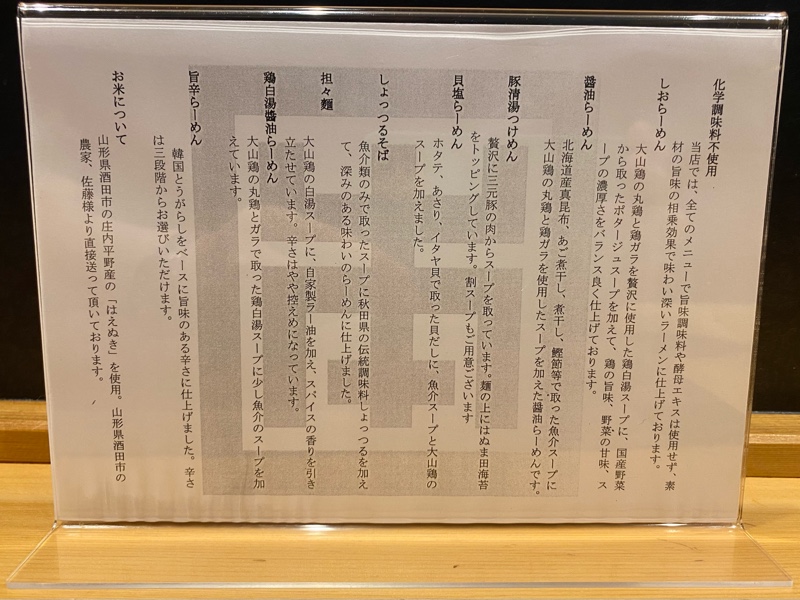 化学調味料不使用
当店では、全てのメニューで旨味調味料や酵母エキスは使用せず、素
材の旨味の相乗効果で味わい深いラーメンに仕上げております。
しおらーめん
大山鶏の丸鶏と鶏ガラを贅沢に使用した鶏白湯スープに、国産野菜
から取ったポタージュスープを加えて、鶏の旨味、野菜の甘味、ス
ープの濃厚さをバランス良く仕上げております。
醤油らーめん
北海道産真昆布、あご煮干し、煮干し、鰹節等で取った魚介スープに
大山鶏の丸鶏と鶏ガラを使用したスープを加えた醤油らーめんです。
豚清湯つけめん
贅沢に三元豚の肉からスープを取っています。麺の上にはぬま田海苔
をトッピングしています。割スープもご用意ございます
貝塩らーめん
ホタテ、あさり、イタヤ貝で取った貝だしに、魚介スープと大山鶏の
スープを加えました。
しょっつるそば
魚介類のみで取ったスープに秋田県の伝統調味料しょっつるを加え
て、深みのある味わいのらーめんに仕上げました。
担々麺
大山鶏の白湯スープに、自家製ラー油を加え、スパイスの香りを引き
立たせています。辛さはやや控えめになっています。
鶏白湯醤油らーめん
大山鶏の丸鶏とガラで取った鶏白湯スープに少し魚介のスープを加
えています。
旨辛らーめん
韓国とうがらしをベースに旨味のある辛さに仕上げました。辛さ
は三段階からお選びいただけます。
お米について
山形県酒田市の庄内平野産の「はえぬき」を使用。山形県酒田市の
農家、佐藤様より直接送って頂いております。